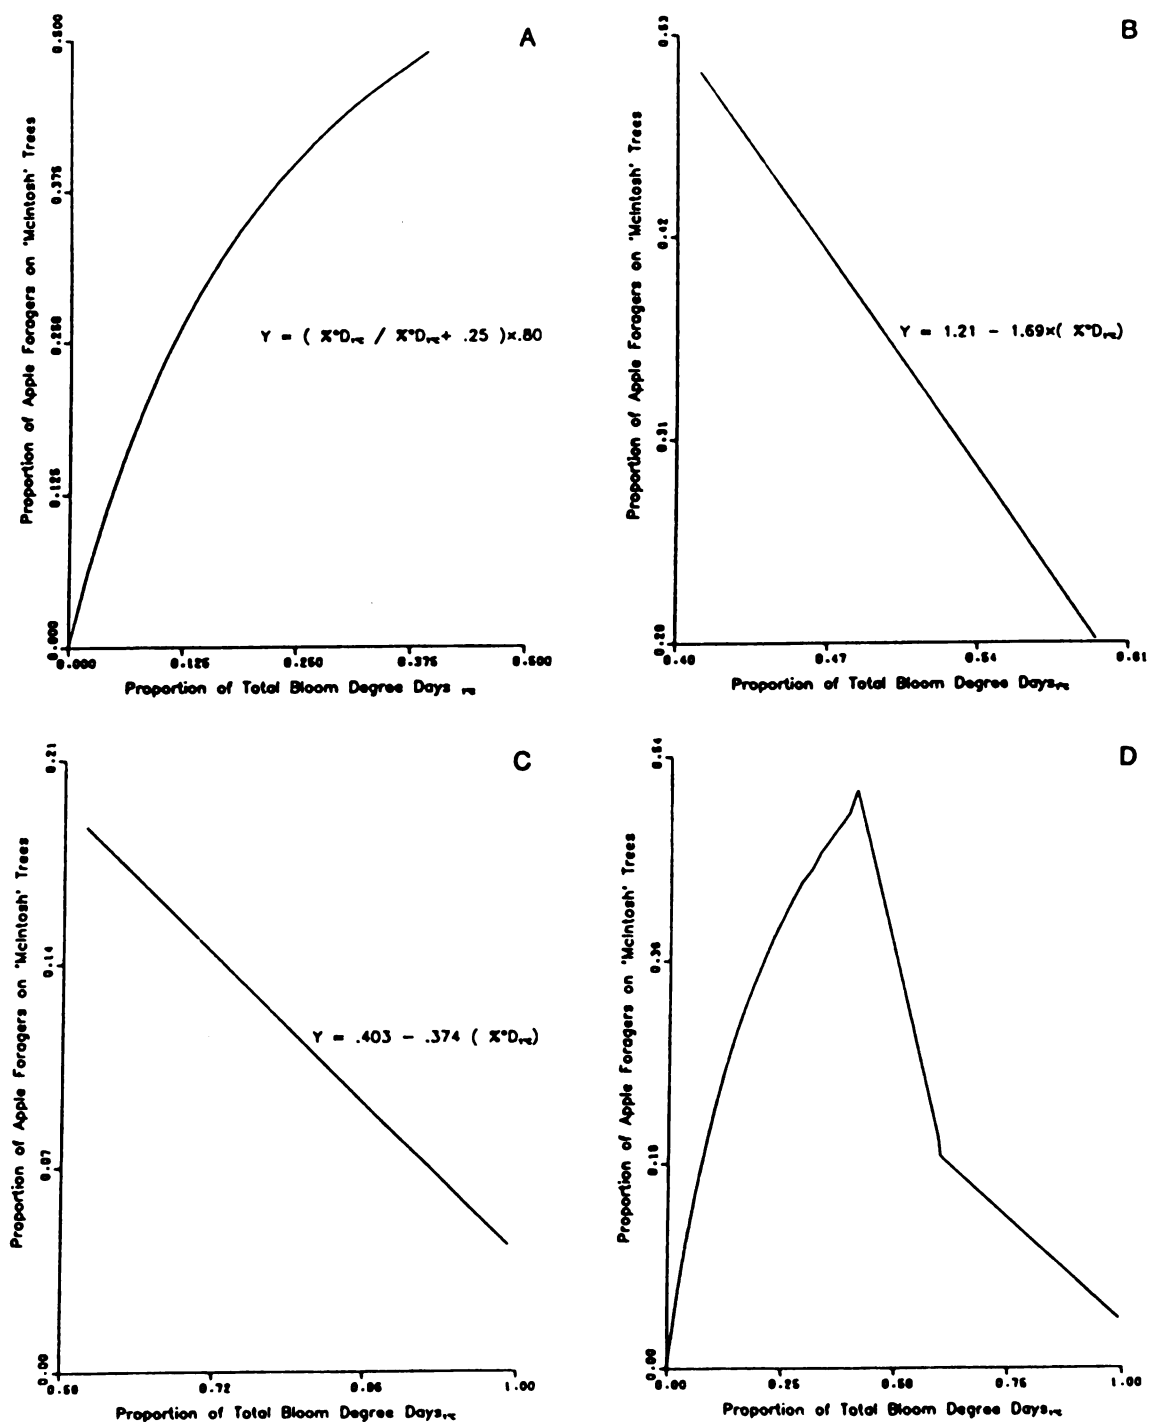 A
0.500
0.375
0.250
0.125
0.000
Proportion of Apple Foragers on 'McIntosh' Trees
Y = ( %°D / %°D + .25 )x.80
0.000 0.125 0.250 0.375 0.500
Proportion of Total Bloom Degree Days
B
0.53
0.42
0.31
0.20
Proportion of Apple Foragers on 'McIntosh' Trees
Y = 1.21 - 1.69x( %°D )
0.40 0.47 0.54 0.61
Proportion of Total Bloom Degree Days
C
0.21
0.14
0.07
0.00
Proportion of Apple Foragers on 'McIntosh' Trees
Y = .403 - .374 ( %°D )
0.72 0.86 1.00
Proportion of Total Bloom Degree Days
D
0.54
0.36
0.18
0.00
Proportion of Apple Foragers on 'McIntosh' Trees
0.00 0.25 0.50 0.75 1.00
Proportion of Total Bloom Degree Days